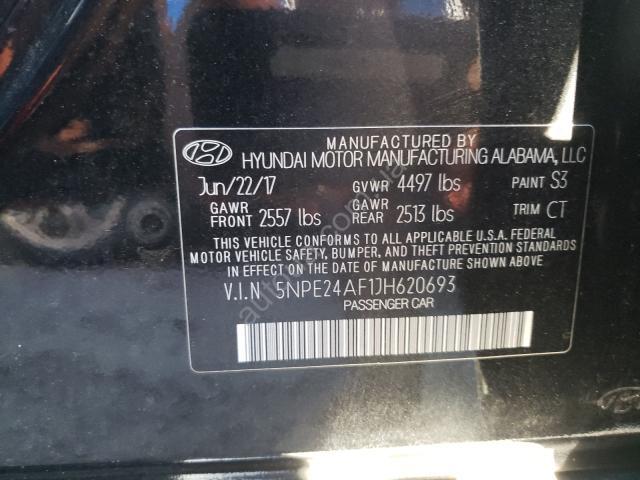 MANUFACTURED BY
HYUNDAI MOTOR MANUFACTURING ALABAMA, LLC
Jun/22/17 GVWR 4497 lbs PAINT S3
GAWR FRONT 2557 lbs GAWR REAR 2513 lbs TRIM CT
THIS VEHICLE CONFORMS TO ALL APPLICABLE U.S.A. FEDERAL
MOTOR VEHICLE SAFETY, BUMPER, AND THEFT PREVENTION STANDARDS
IN EFFECT ON THE DATE OF MANUFACTURE SHOWN ABOVE
V.I.N 5NPE24AF1JH620693
PASSENGER CAR